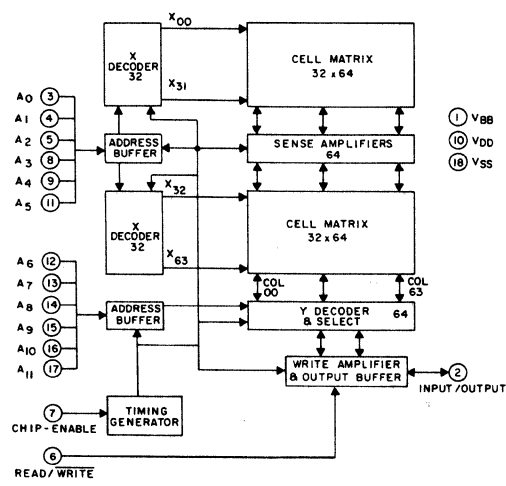 X00
X
DECODER
32
X31
CELL MATRIX
32 x 64
A0 3
A1 4
A2 5
A3 8
A4 9
A5 11
ADDRESS
BUFFER
SENSE AMPLIFIERS
64
1 VBB
10 VDD
18 VSS
X32
X
DECODER
32
X63
CELL MATRIX
32 x 64
COL
00
COL
63
A6 12
A7 13
A8 14
A9 15
A10 16
A11 17
ADDRESS
BUFFER
Y DECODER
& SELECT
64
WRITE AMPLIFIER
& OUTPUT BUFFER
2
INPUT/OUTPUT
7
CHIP-ENABLE
TIMING
GENERATOR
6
READ/WRITE